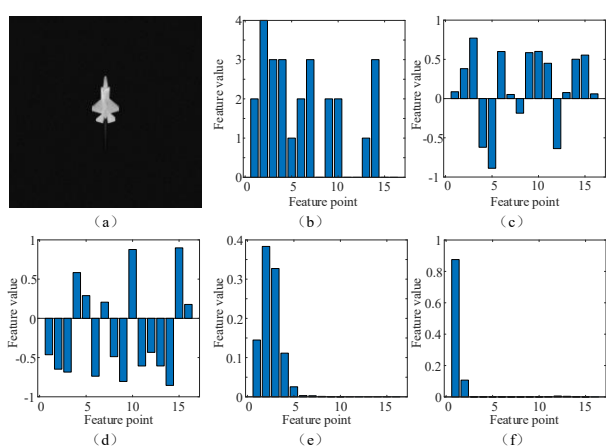 4
3
2
1
0
0 5 10 15
Feature value
Feature point
1
0.5
0
-0.5
-1
0 5 10 15
Feature value
Feature point
(a)
(b)
(c)
1
0.5
0
-0.5
-1
0 5 10 15
Feature value
Feature point
0.4
0.3
0.2
0.1
0
0 5 10 15
Feature value
Feature point
1
0.8
0.6
0.4
0.2
0
0 5 10 15
Feature value
Feature point
(d)
(e)
(f)